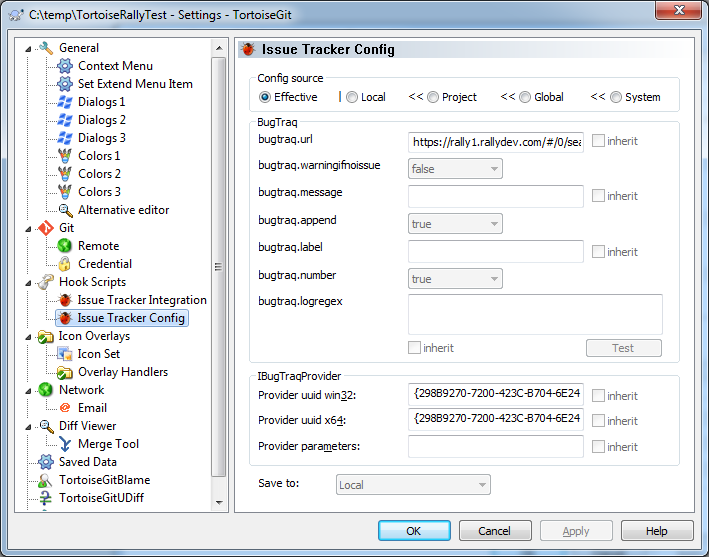 C:\temp\TortoiseRallyTest - Settings - TortoiseGit
General
Context Menu
Set Extend Menu Item
Dialogs 1
Dialogs 2
Dialogs 3
Colors 1
Colors 2
Colors 3
Alternative editor
Git
Remote
Credential
Hook Scripts
Issue Tracker Integration
Issue Tracker Config
Icon Overlays
Icon Set
Overlay Handlers
Network
Email
Diff Viewer
Merge Tool
Saved Data
TortoiseGitBlame
TortoiseGitUDiff
Issue Tracker Config
Config source
Effective | Local << Project << Global << System
BugTraq
bugtraq.url https://rally1.rallydev.com/#/0/sea inherit
bugtraq.warningifnoissue false
bugtraq.message inherit
bugtraq.append true
bugtraq.label inherit
bugtraq.number true
bugtraq.logregex
inherit Test
IBugTraqProvider
Provider uuid win32: {298B9270-7200-423C-B704-6E24 inherit
Provider uuid x64: {298B9270-7200-423C-B704-6E24 inherit
Provider parameters: inherit
Save to: Local
OK Cancel Apply Help